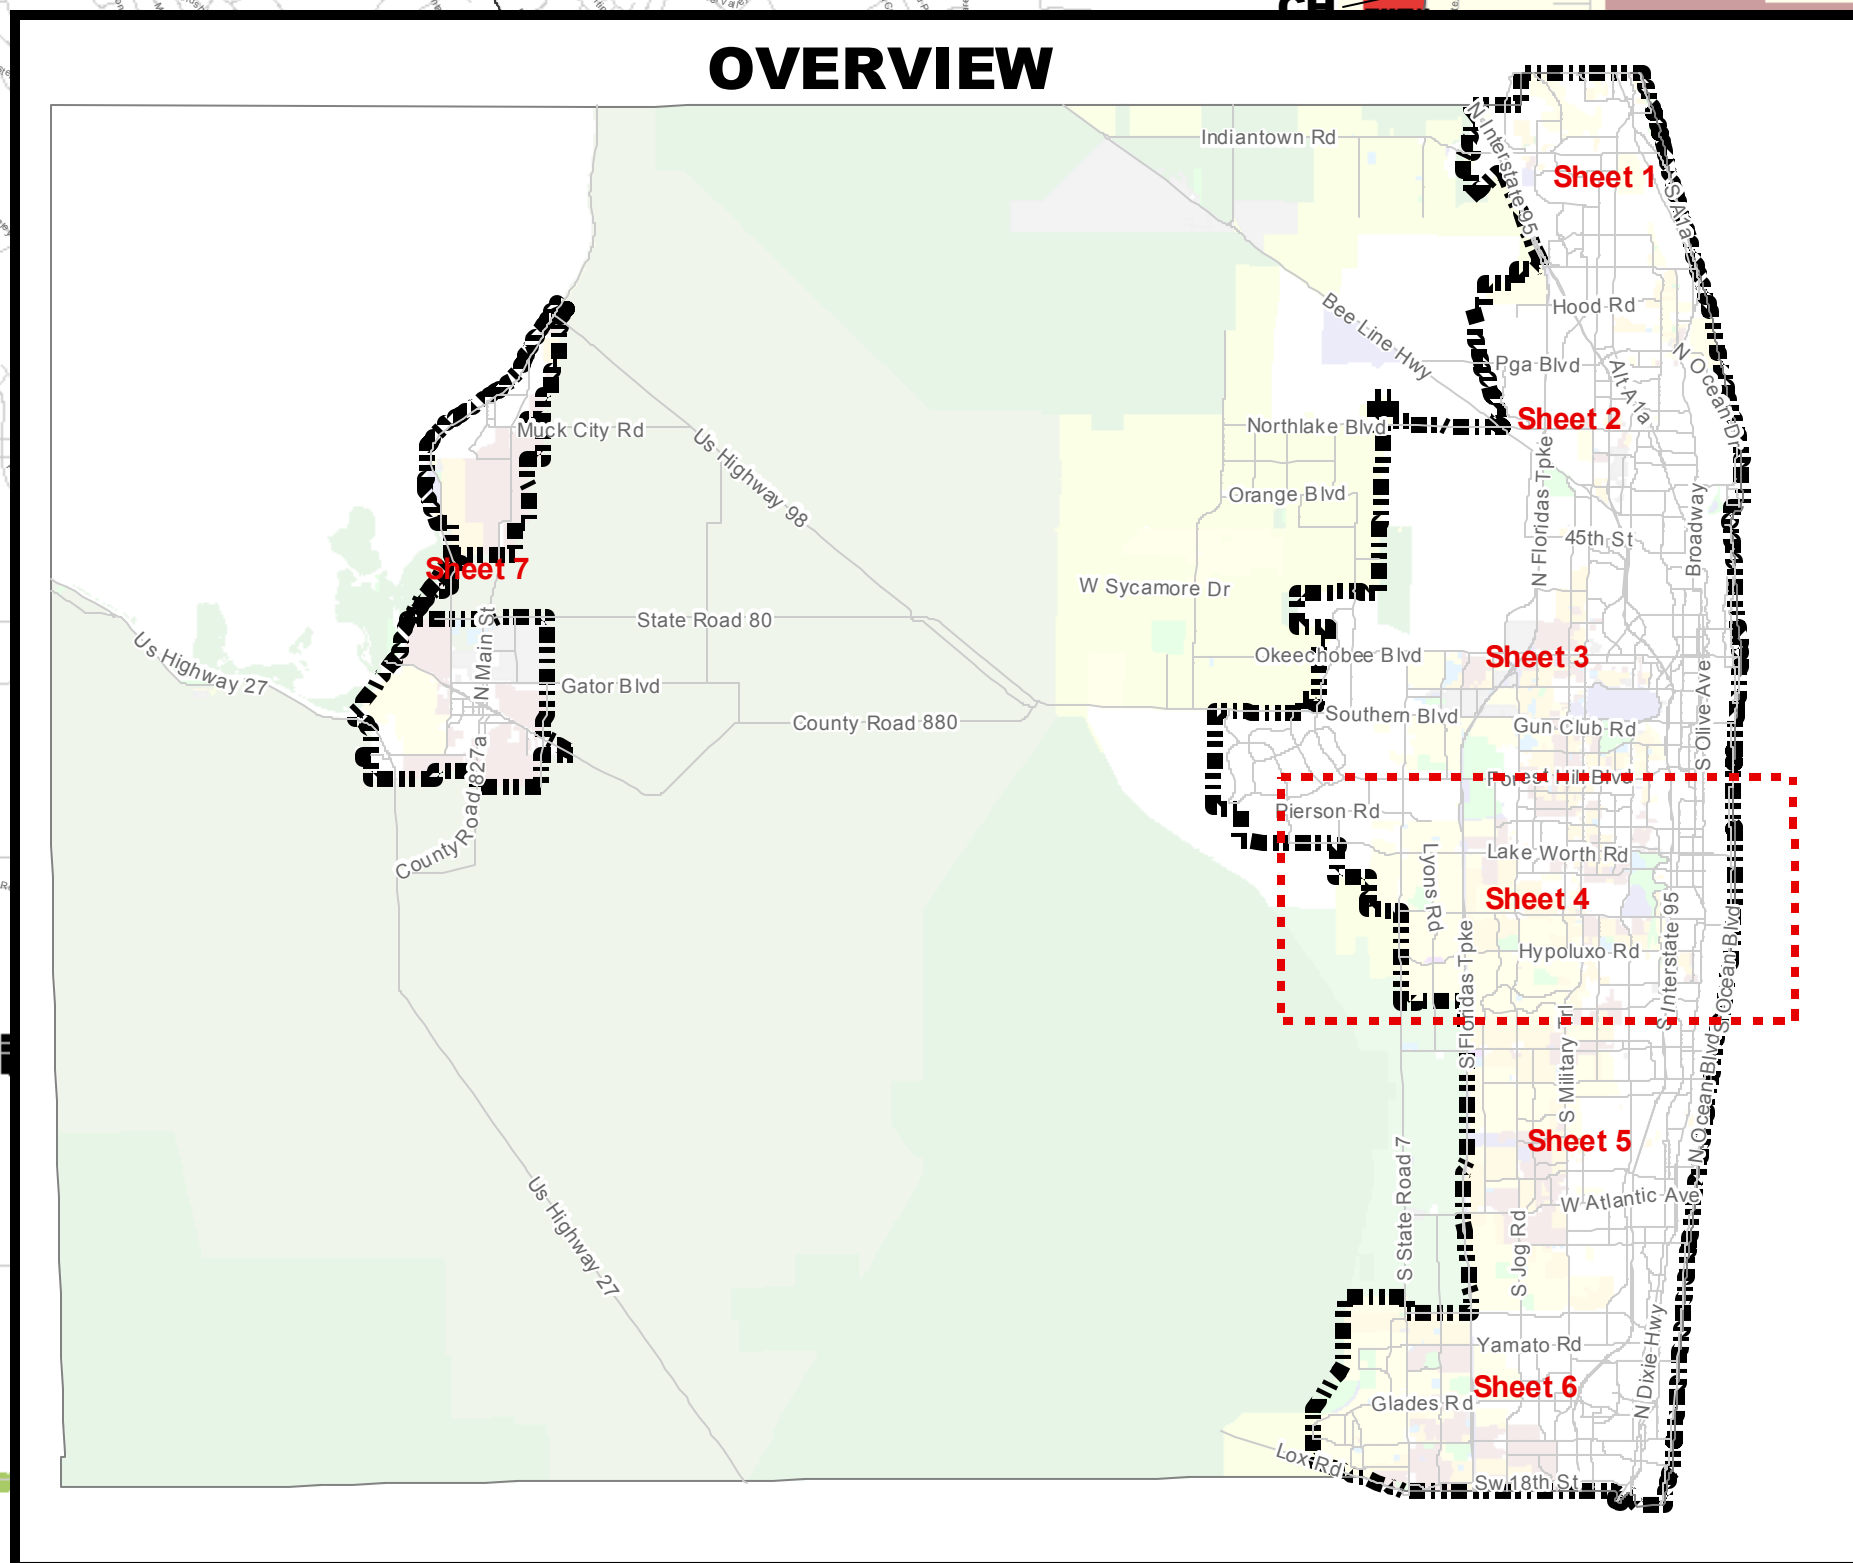 CH
OVERVIEW
Indiantown Rd
N Interstate 95
Sheet 1
S A1a
Bee Line Hwy
Hood Rd
Pga Blvd
Alt A1a
N Ocean Dr
Sheet 2
Muck City Rd
Us Highway 98
Northlake Blvd
Orange Blvd
N Floridas Tpke
Broadway
45th St
Sheet 7
W Sycamore Dr
State Road 80
N Main St
Us Highway 27
Gator Blvd
Okeechobee Blvd
Sheet 3
County Road 880
Southern Blvd
Gun Club Rd
S Olive Ave
Forest Hill Blvd
County Road 827a
Pierson Rd
Lake Worth Rd
Lyons Rd
Sheet 4
Hypoluxo Rd
S Interstate 95
S Ocean Blvd
S Floridas Tpke
S Military Trl
N Ocean Blvd
Sheet 5
S State Road 7
W Atlantic Ave
S Jog Rd
Us Highway 27
Yamato Rd
N Dixie Hwy
Sheet 6
Glades Rd
Lox Rd
Sw 18th St